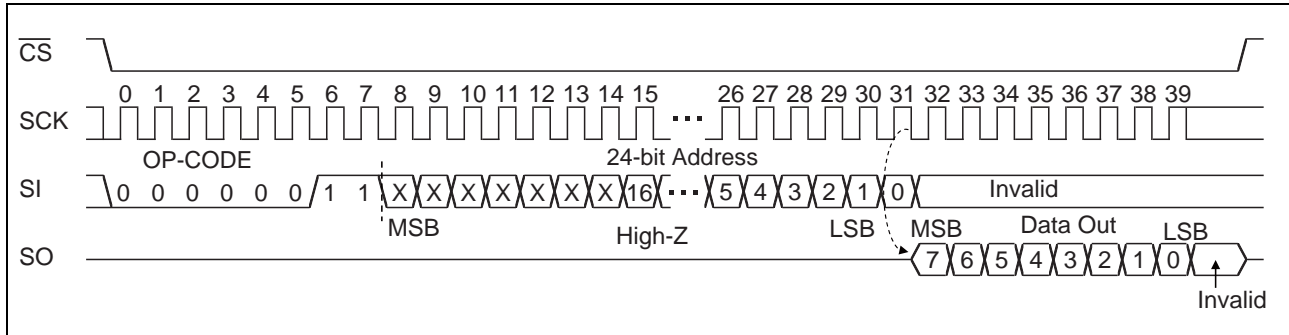 CS
0 1 2 3 4 5 6 7 8 9 10 11 12 13 14 15 ··· 26 27 28 29 30 31 32 33 34 35 36 37 38 39
SCK
OP-CODE 24-bit Address
SI 0 0 0 0 0 0 1 1 X X X X X X X 16 ··· 5 4 3 2 1 0 Invalid
MSB High-Z LSB MSB Data Out LSB
SO 7 6 5 4 3 2 1 0
Invalid